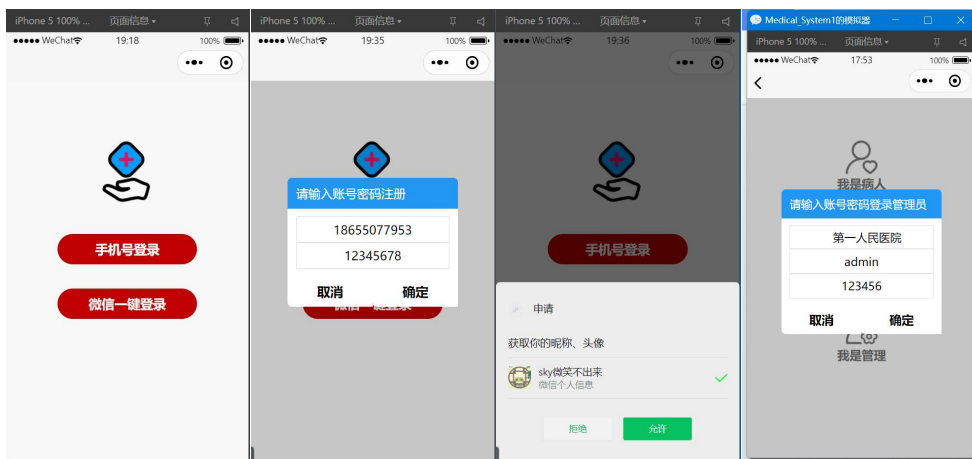 iPhone 5 100% ... 页面信息
WeChat 19:18 100%
手机号登录
微信一键登录
iPhone 5 100% ... 页面信息
WeChat 19:35 100%
请输入账号密码注册
18655077953
12345678
取消 确定
iPhone 5 100% ... 页面信息
WeChat 19:36 100%
手机号登录
申请
获取你的昵称、头像
sky微笑不出来
微信个人信息
拒绝 允许
Medical_System1的模拟器
iPhone 5 100% ... 页面信息
WeChat 17:53 100%
我是病人
请输入账号密码登录管理员
第一人民医院
admin
123456
取消 确定
我是管理